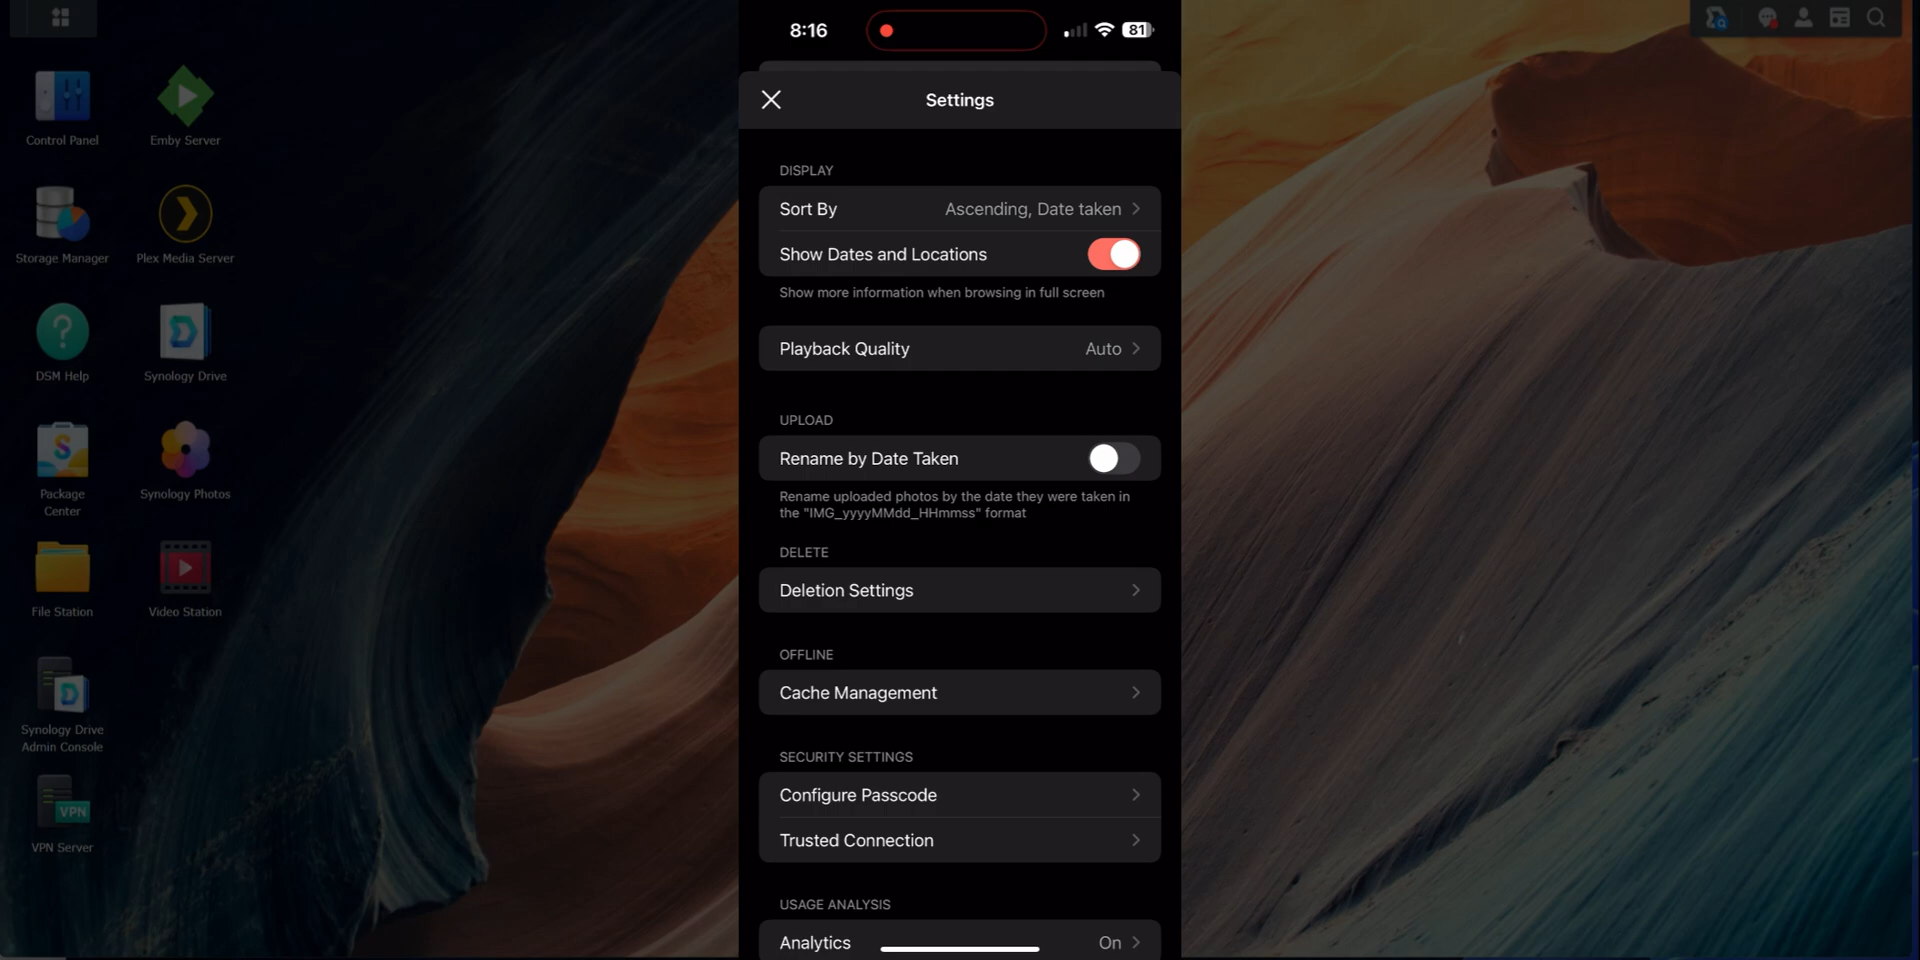 Control Panel
Emby Server
Storage Manager
Plex Media Server
DSM Help
Synology Drive
Package
Center
Synology Photos
File Station
Video Station
Synology Drive
Admin Console
VPN
VPN Server
8:16
81
Settings
DISPLAY
Sort By Ascending, Date taken
Show Dates and Locations
Show more information when browsing in full screen
Playback Quality Auto
UPLOAD
Rename by Date Taken
Rename uploaded photos by the date they were taken in
the "IMG_yyyyMMdd_HHmmss" format
DELETE
Deletion Settings
OFFLINE
Cache Management
SECURITY SETTINGS
Configure Passcode
Trusted Connection
USAGE ANALYSIS
Analytics On